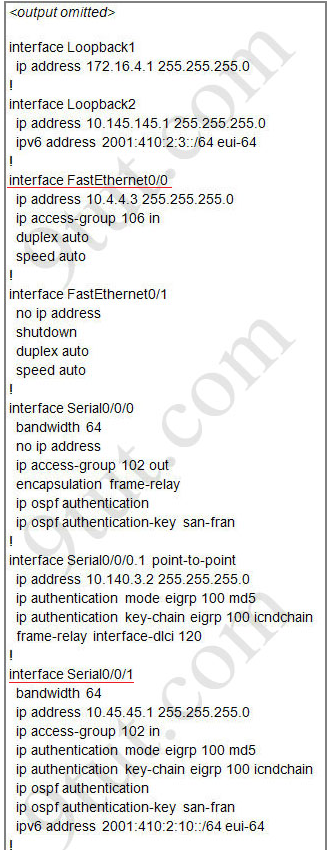 <output omitted>
interface Loopback1
ip address 172.16.4.1 255.255.255.0
!
interface Loopback2
ip address 10.145.145.1 255.255.255.0
ipv6 address 2001:410:2:3::/64 eui-64
!
interface FastEthernet0/0
ip address 10.4.4.3 255.255.255.0
ip access-group 106 in
duplex auto
speed auto
!
interface FastEthernet0/1
no ip address
shutdown
duplex auto
speed auto
!
interface Serial0/0/0
bandwidth 64
no ip address
ip access-group 102 out
encapsulation frame-relay
ip ospf authentication
ip ospf authentication-key san-fran
!
interface Serial0/0/0.1 point-to-point
ip address 10.140.3.2 255.255.255.0
ip authentication mode eigrp 100 md5
ip authentication key-chain eigrp 100 icndchain
frame-relay interface-dlci 120
!
interface Serial0/0/1
bandwidth 64
ip address 10.45.45.1 255.255.255.0
ip access-group 102 in
ip authentication mode eigrp 100 md5
ip authentication key-chain eigrp 100 icndchain
ip ospf authentication
ip ospf authentication-key san-fran
ipv6 address 2001:410:2:10::/64 eui-64
!
9tut.com
9tut.com
9tut.com